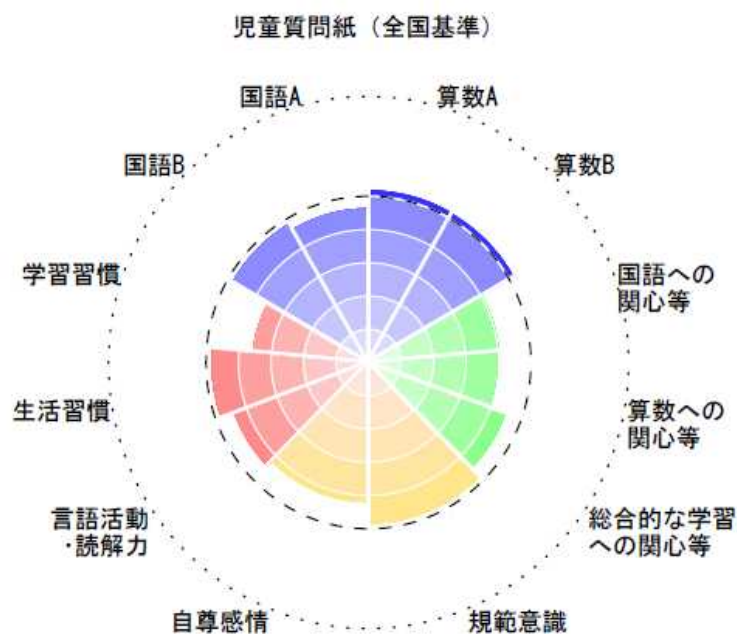 児童質問紙（全国基準）
国語A
算数A
国語B
算数B
学習習慣
国語への
関心等
生活習慣
算数への
関心等
言語活動
・読解力
総合的な学習
への関心等
自尊感情
規範意識